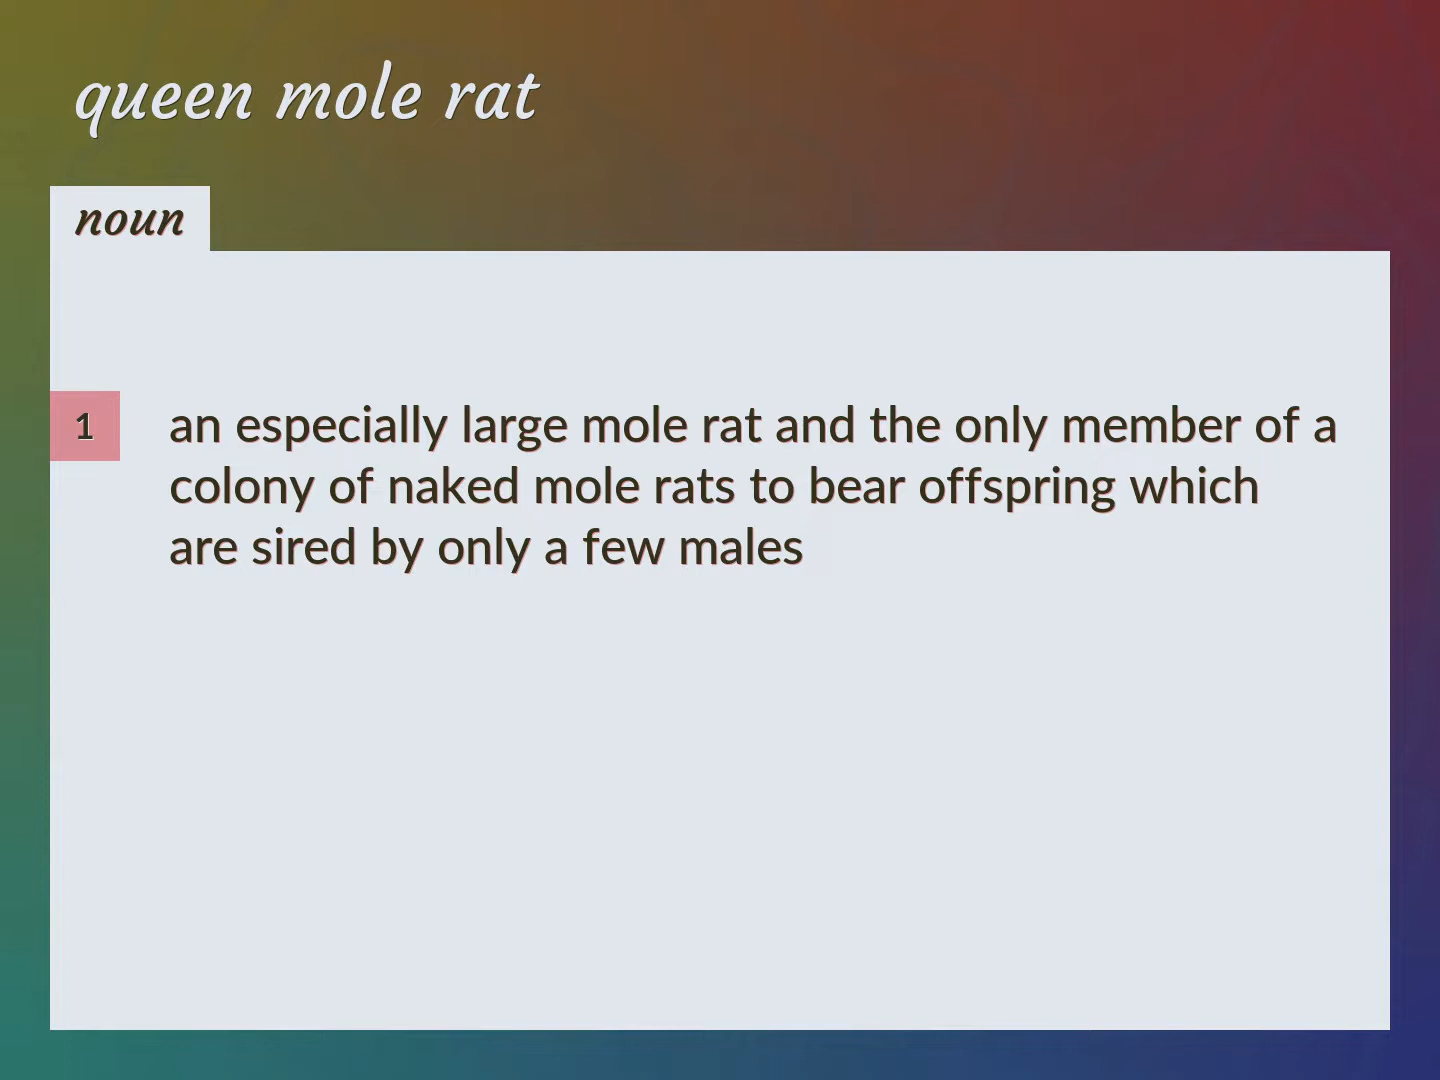 queen mole rat
noun
1
an especially large mole rat and the only member of a
colony of naked mole rats to bear offspring which
are sired by only a few males